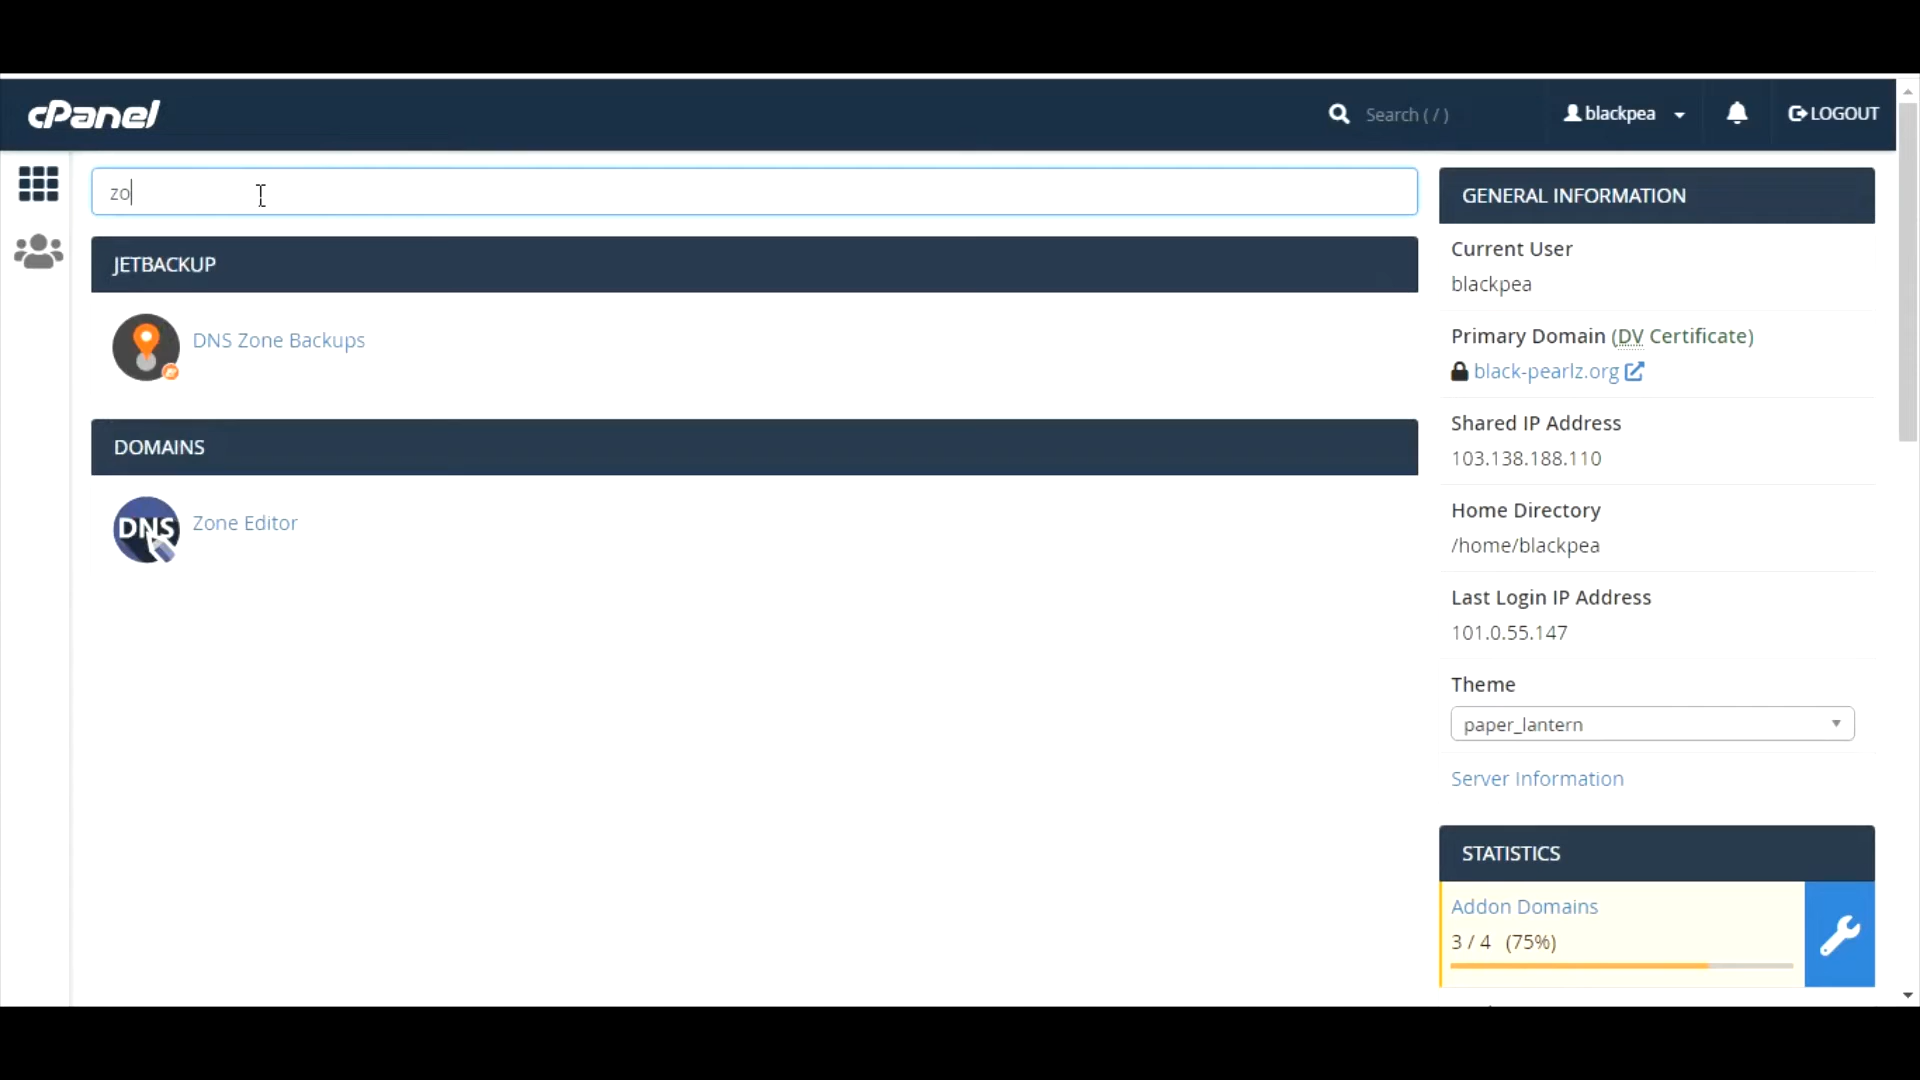 cPanel
Search ( / )
blackpea
LOGOUT
zo
JETBACKUP
DNS Zone Backups
DOMAINS
DNS
Zone Editor
GENERAL INFORMATION
Current User
blackpea
Primary Domain (DV Certificate)
black-pearlz.org
Shared IP Address
103.138.188.110
Home Directory
/home/blackpea
Last Login IP Address
101.0.55.147
Theme
paper_lantern
Server Information
STATISTICS
Addon Domains
3 / 4 (75%)